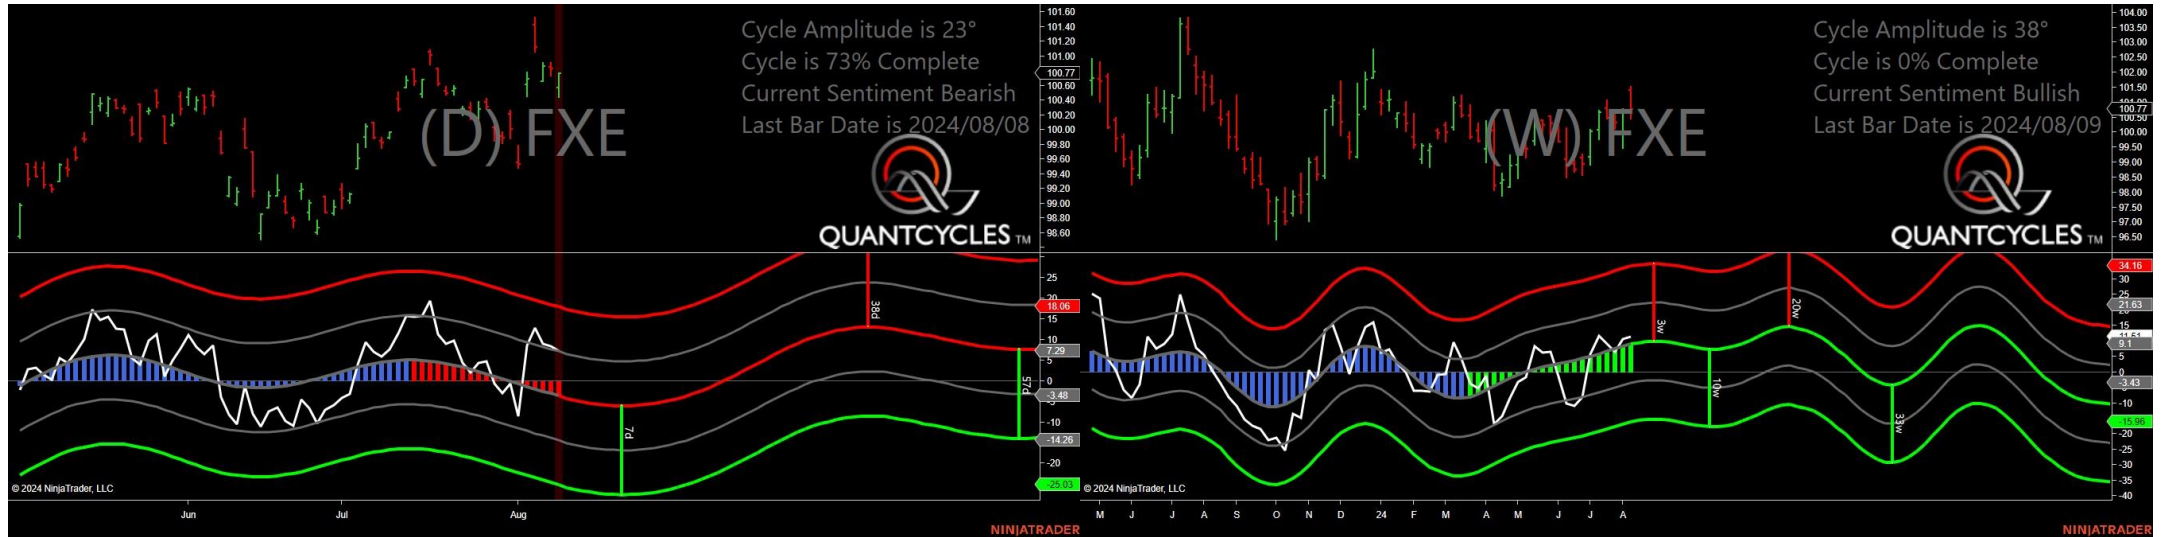 Cycle Amplitude is 23°
Cycle is 73% Complete
Current Sentiment Bearish
Last Bar Date is 2024/08/08
(D) FXE
QUANTCYCLES TM
101.60
101.40
101.20
101.00
100.77
100.60
100.40
100.20
100.00
99.80
99.60
99.40
99.20
99.00
98.80
98.60
25
20
18.06
15
10
7.29
5
0
-3.48
-5
-10
-14.26
-20
-25.03
38d
7d
57d
© 2024 NinjaTrader, LLC
Jun
Jul
Aug
NINJATRADER
Cycle Amplitude is 38°
Cycle is 0% Complete
Current Sentiment Bullish
Last Bar Date is 2024/08/09
(W) FXE
QUANTCYCLES TM
104.00
103.50
103.00
102.50
102.00
101.50
101.00
100.77
100.50
100.00
99.50
99.00
98.50
98.00
97.50
97.00
96.50
34.16
30
25
21.63
20
15
11.51
9.1
5
0
-3.43
-10
-15.96
-20
-25
-30
-35
-40
3w
20w
10w
33w
© 2024 NinjaTrader, LLC
M J J A S O N D 24 F M A M J J A
NINJATRADER